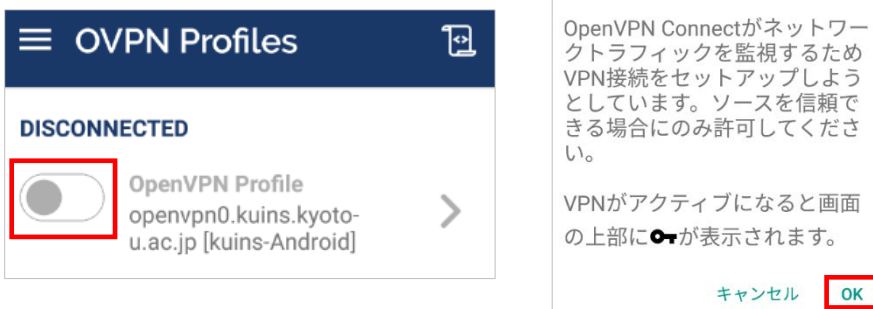 OVPN Profiles
DISCONNECTED
OpenVPN Profile
openvpn0.kuins.kyoto-
u.ac.jp [kuins-Android]
OpenVPN Connectがネットワー
クトラフィックを監視するため
VPN接続をセットアップしよう
としています。ソースを信頼で
きる場合にのみ許可してくださ
い。
VPNがアクティブになると画面
の上部にが表示されます。
キャンセル OK